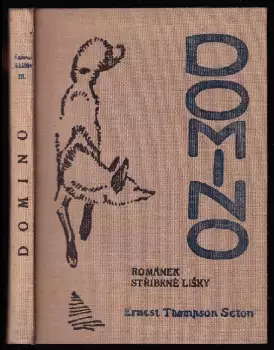 DOMINO
DOMINO
ROMÁNEK
STŘÍBRNÉ LIŠKY
Ernest Thompson Seton